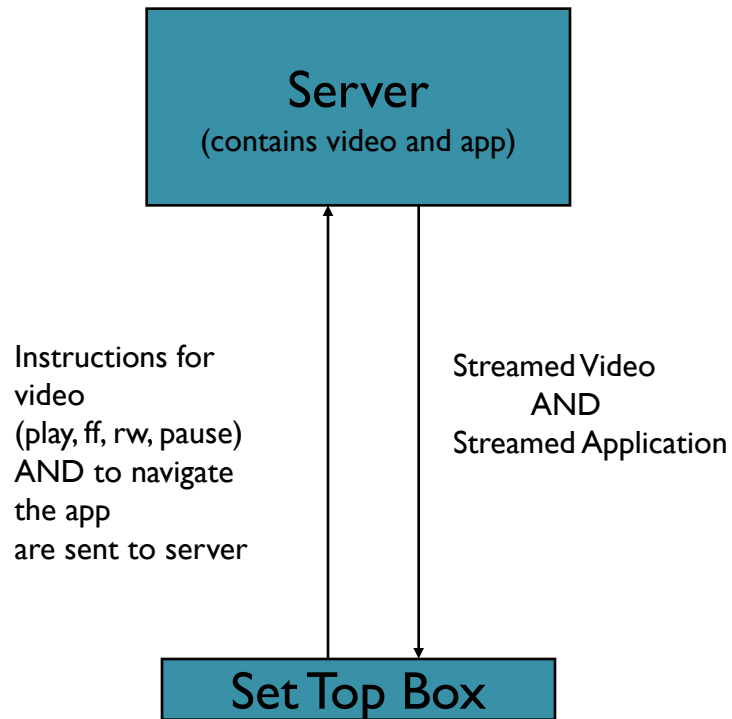 Server
(contains video and app)
Instructions for
video
(play, ff, rw, pause)
AND to navigate
the app
are sent to server
Streamed Video
AND
Streamed Application
Set Top Box